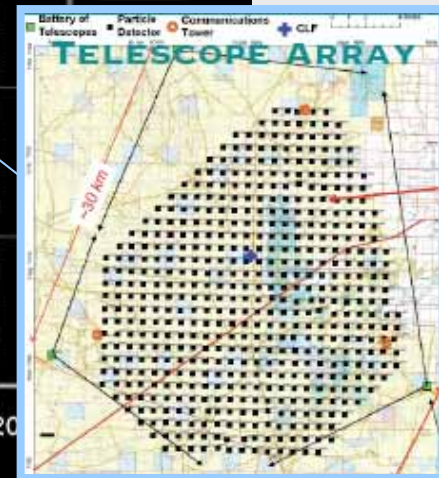 Battery of Telescopes
Particle Detector
Communications Tower
CLF
TELESCOPE ARRAY
~30 km
20